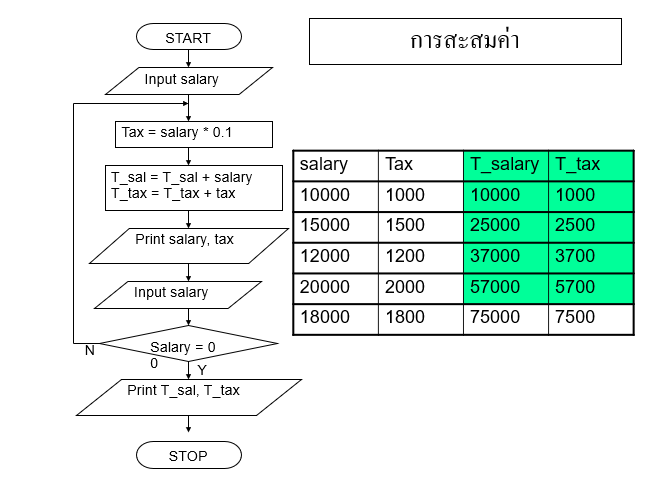 START
การสะสมค่า
Input salary
Tax = salary * 0.1
T_sal = T_sal + salary
T_tax = T_tax + tax
Print salary, tax
Input salary
Salary = 0
0
N
Y
Print T_sal, T_tax
STOP
salary Tax T_salary T_tax
10000 1000 10000 1000
15000 1500 25000 2500
12000 1200 37000 3700
20000 2000 57000 5700
18000 1800 75000 7500